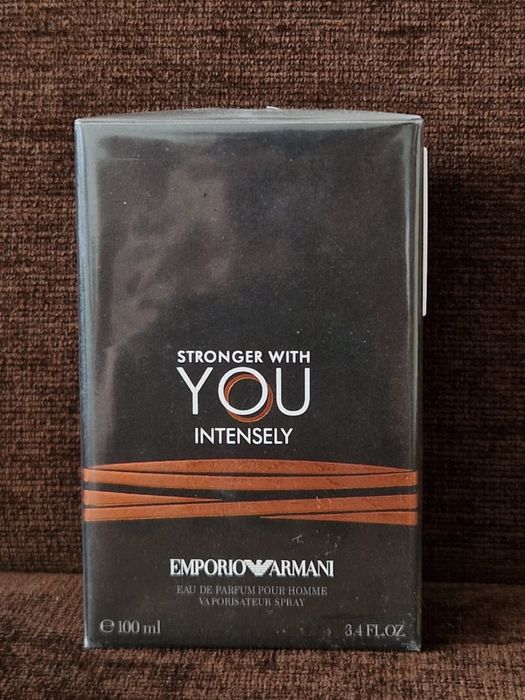 STRONGER WITH
YOU
INTENSELY
EMPORIO ARMANI
EAU DE PARFUM POUR HOMME
VAPORISATEUR SPRAY
℮ 100 ml 3.4 FL.OZ